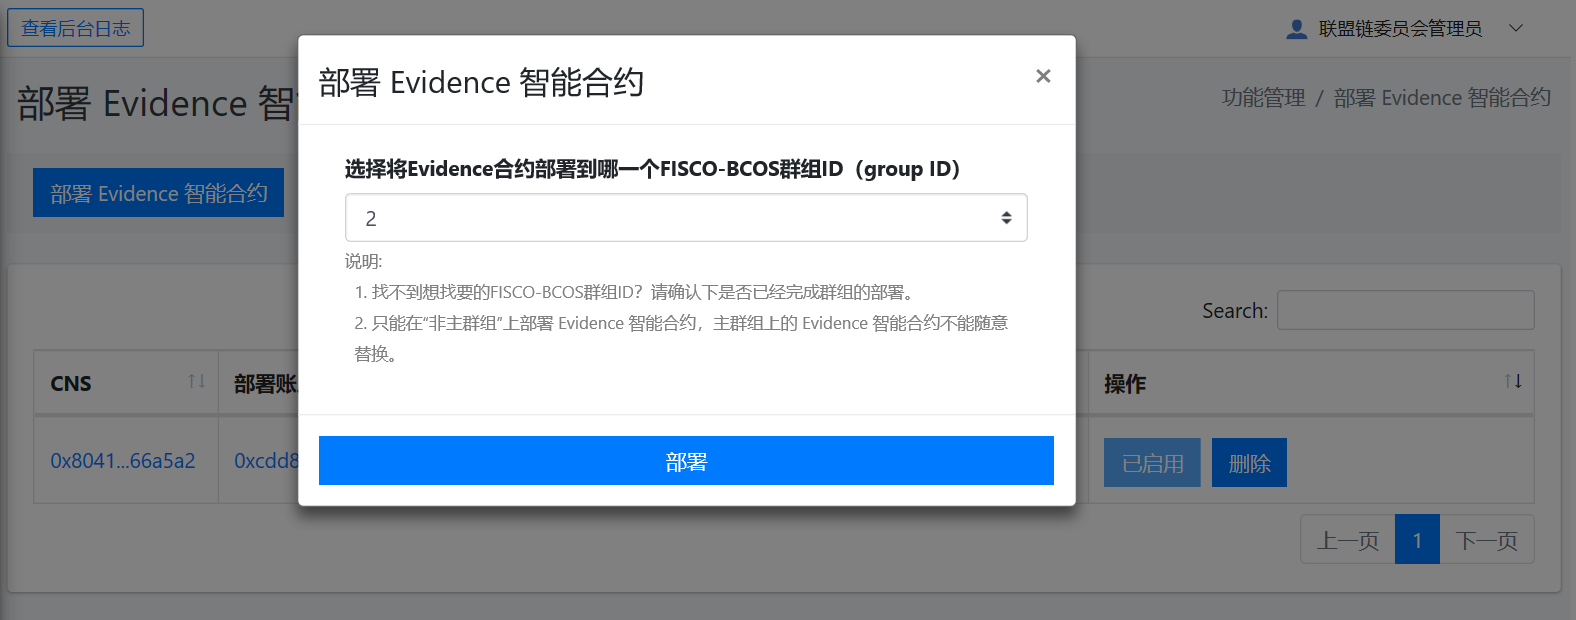 查看后台日志
联盟链委员会管理员
部署 Evidence 智
功能管理 / 部署 Evidence 智能合约
部署 Evidence 智能合约
部署 Evidence 智能合约
×
选择将Evidence合约部署到哪一个FISCO-BCOS群组ID（group ID）
2
说明:
1. 找不到想找要的FISCO-BCOS群组ID？请确认下是否已经完成群组的部署。
2. 只能在“非主群组”上部署 Evidence 智能合约，主群组上的 Evidence 智能合约不能随意
替换。
部署
Search:
CNS
部署账
操作
0x8041...66a5a2
0xcdd8
已启用
删除
上一页 1 下一页